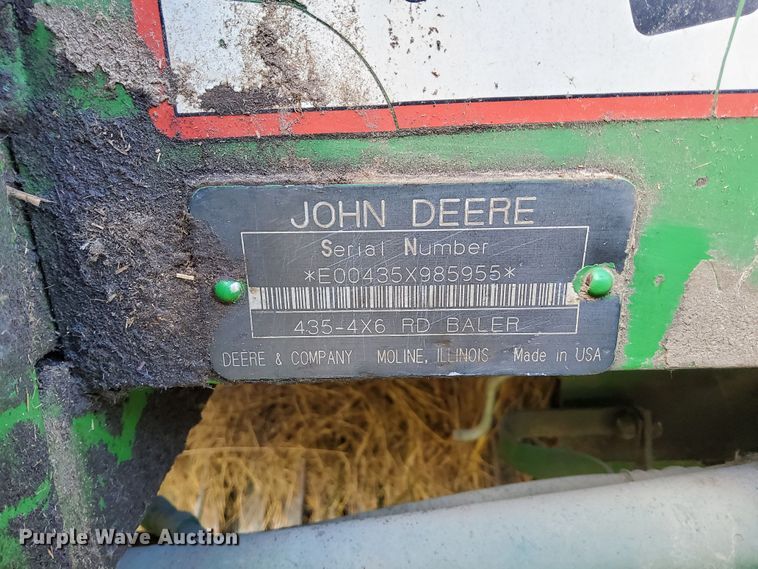 JOHN DEERE
Serial Number
*E00435X985955*
435-4X6 RD BALER
DEERE & COMPANY MOLINE, ILLINOIS Made in USA
Purple Wave Auction